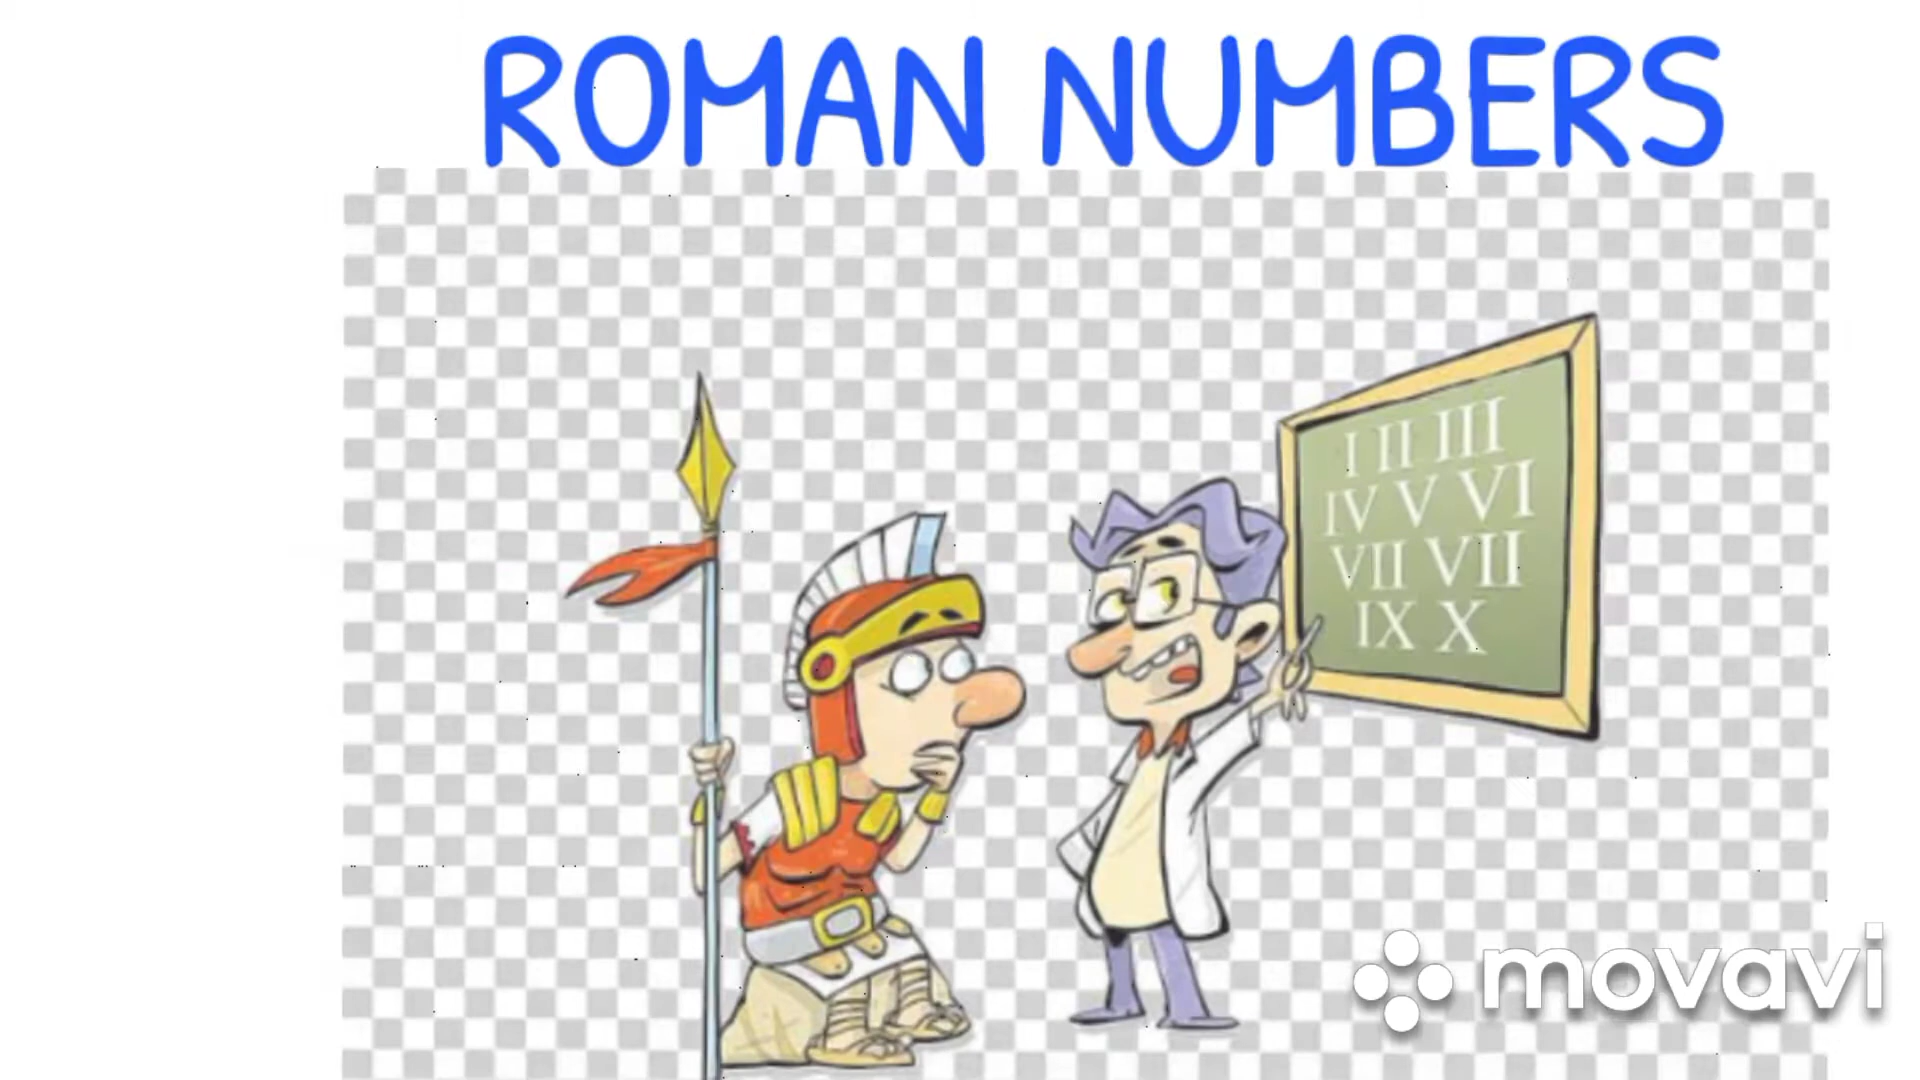 ROMAN NUMBERS
I II III
IV V VI
VII VII
IX X
movavi